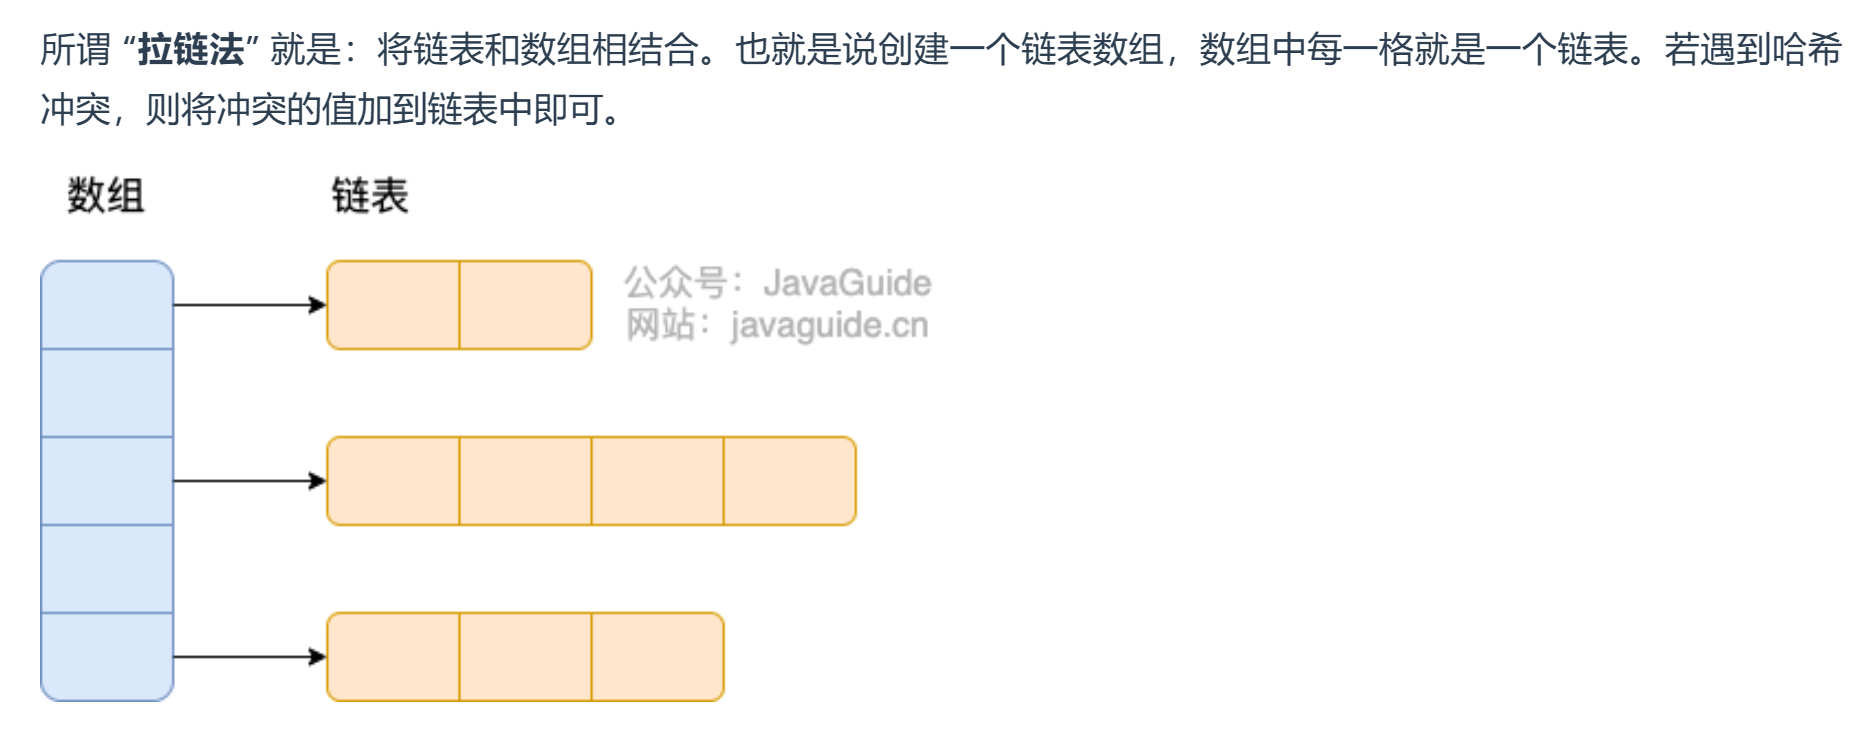 所谓 “拉链法” 就是：将链表和数组相结合。也就是说创建一个链表数组，数组中每一格就是一个链表。若遇到哈希
冲突，则将冲突的值加到链表中即可。
数组
链表
公众号：JavaGuide
网站：javaguide.cn